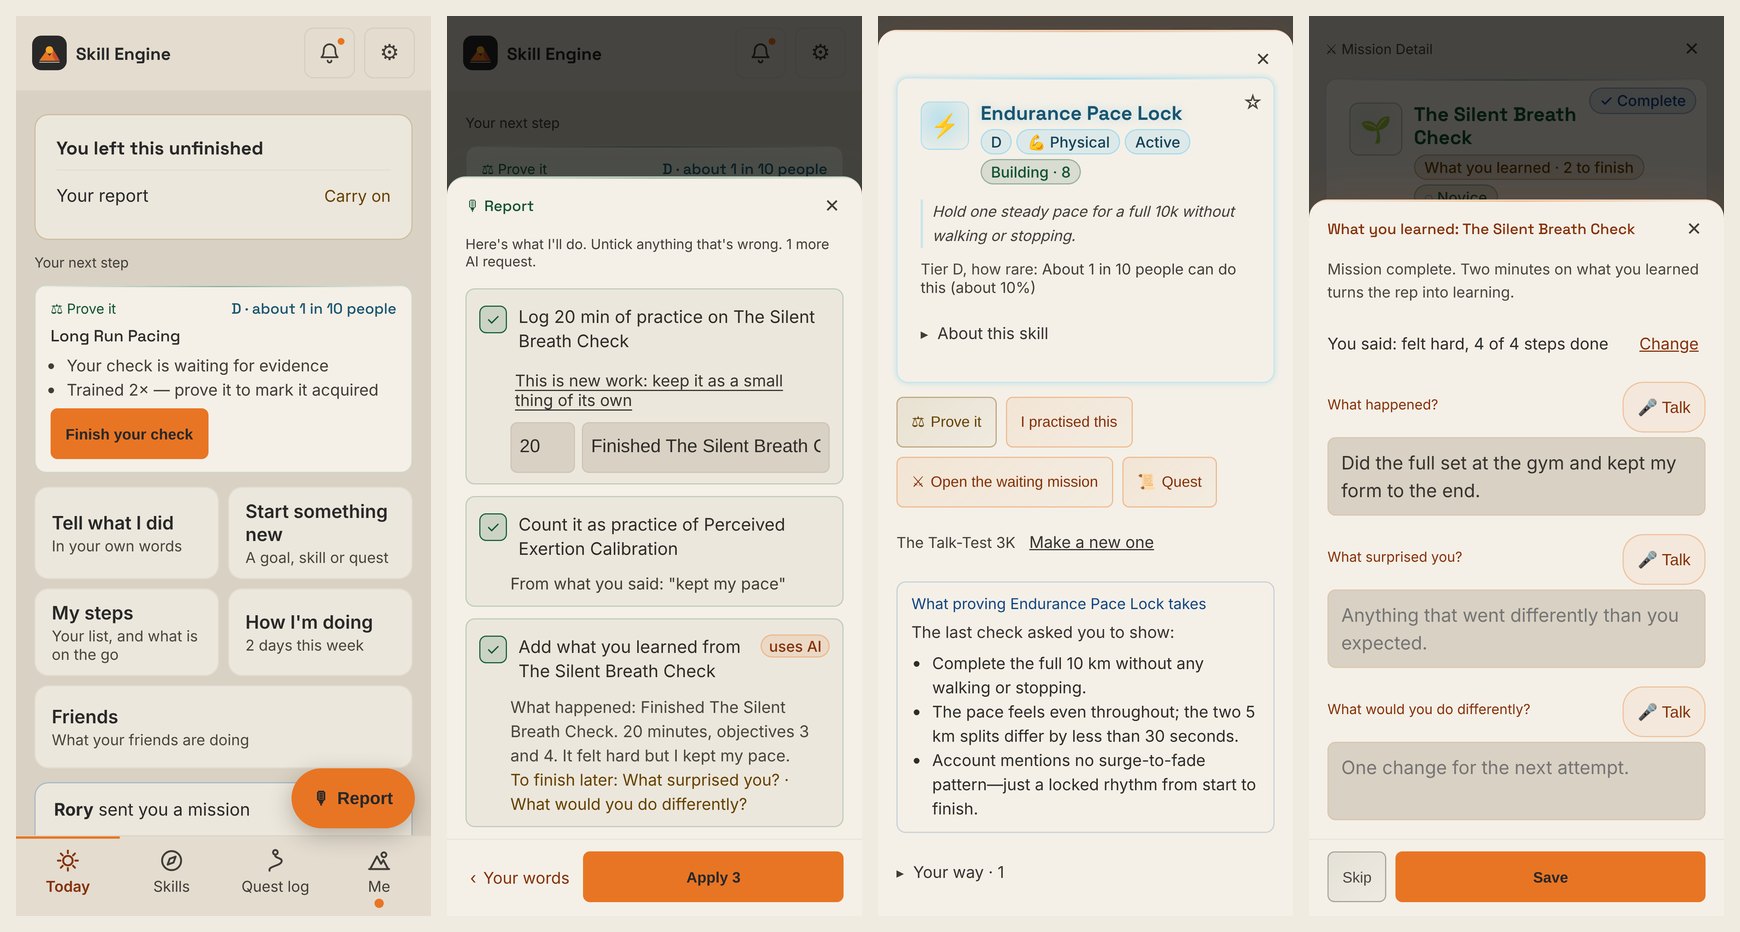 Skill Engine
You left this unfinished
Your report
Carry on
Your next step
Prove it
D · about 1 in 10 people
Long Run Pacing
• Your check is waiting for evidence
• Trained 2× — prove it to mark it acquired
Finish your check
Tell what I did
In your own words
Start something new
A goal, skill or quest
My steps
Your list, and what is on the go
How I'm doing
2 days this week
Friends
What your friends are doing
Rory sent you a mission
Report
Today
Skills
Quest log
Me
Skill Engine
Your next step
Prove it
D · about 1 in 10 people
Report
Here's what I'll do. Untick anything that's wrong. 1 more
AI request.
Log 20 min of practice on The Silent
Breath Check
This is new work: keep it as a small
thing of its own
20
Finished The Silent Breath C
Count it as practice of Perceived
Exertion Calibration
From what you said: "kept my pace"
Add what you learned from
The Silent Breath Check
uses AI
What happened: Finished The Silent
Breath Check. 20 minutes, objectives 3
and 4. It felt hard but I kept my pace.
To finish later: What surprised you? ·
What would you do differently?
‹ Your words
Apply 3
Endurance Pace Lock
D
Physical
Active
Building · 8
Hold one steady pace for a full 10k without
walking or stopping.
Tier D, how rare: About 1 in 10 people can do
this (about 10%)
About this skill
Prove it
I practised this
Open the waiting mission
Quest
The Talk-Test 3K
Make a new one
What proving Endurance Pace Lock takes
The last check asked you to show:
• Complete the full 10 km without any
walking or stopping.
• The pace feels even throughout; the two 5
km splits differ by less than 30 seconds.
• Account mentions no surge-to-fade
pattern—just a locked rhythm from start to
finish.
Your way · 1
Mission Detail
The Silent Breath
Check
✓ Complete
What you learned · 2 to finish
Novice
What you learned: The Silent Breath Check
Mission complete. Two minutes on what you learned
turns the rep into learning.
You said: felt hard, 4 of 4 steps done
Change
What happened?
Talk
Did the full set at the gym and kept my
form to the end.
What surprised you?
Talk
Anything that went differently than you
expected.
What would you do differently?
Talk
One change for the next attempt.
Skip
Save